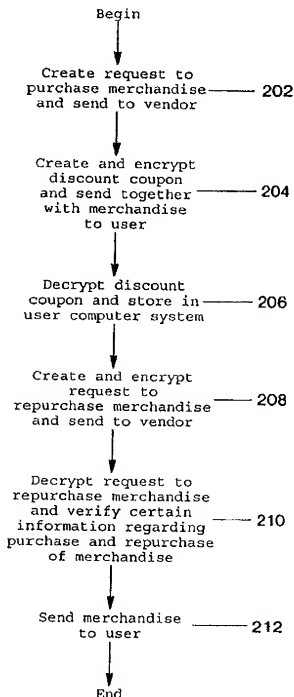 Begin
Create request to
purchase merchandise
and send to vendor
202
Create and encrypt
discount coupon
and send together
with merchandise
to user
204
Decrypt discount
coupon and store in
user computer system
206
Create and encrypt
request to
repurchase merchandise
and send to vendor
208
Decrypt request to
repurchase merchandise
and verify certain
information regarding
purchase and repurchase
of merchandise
210
Send merchandise
to user
212
End